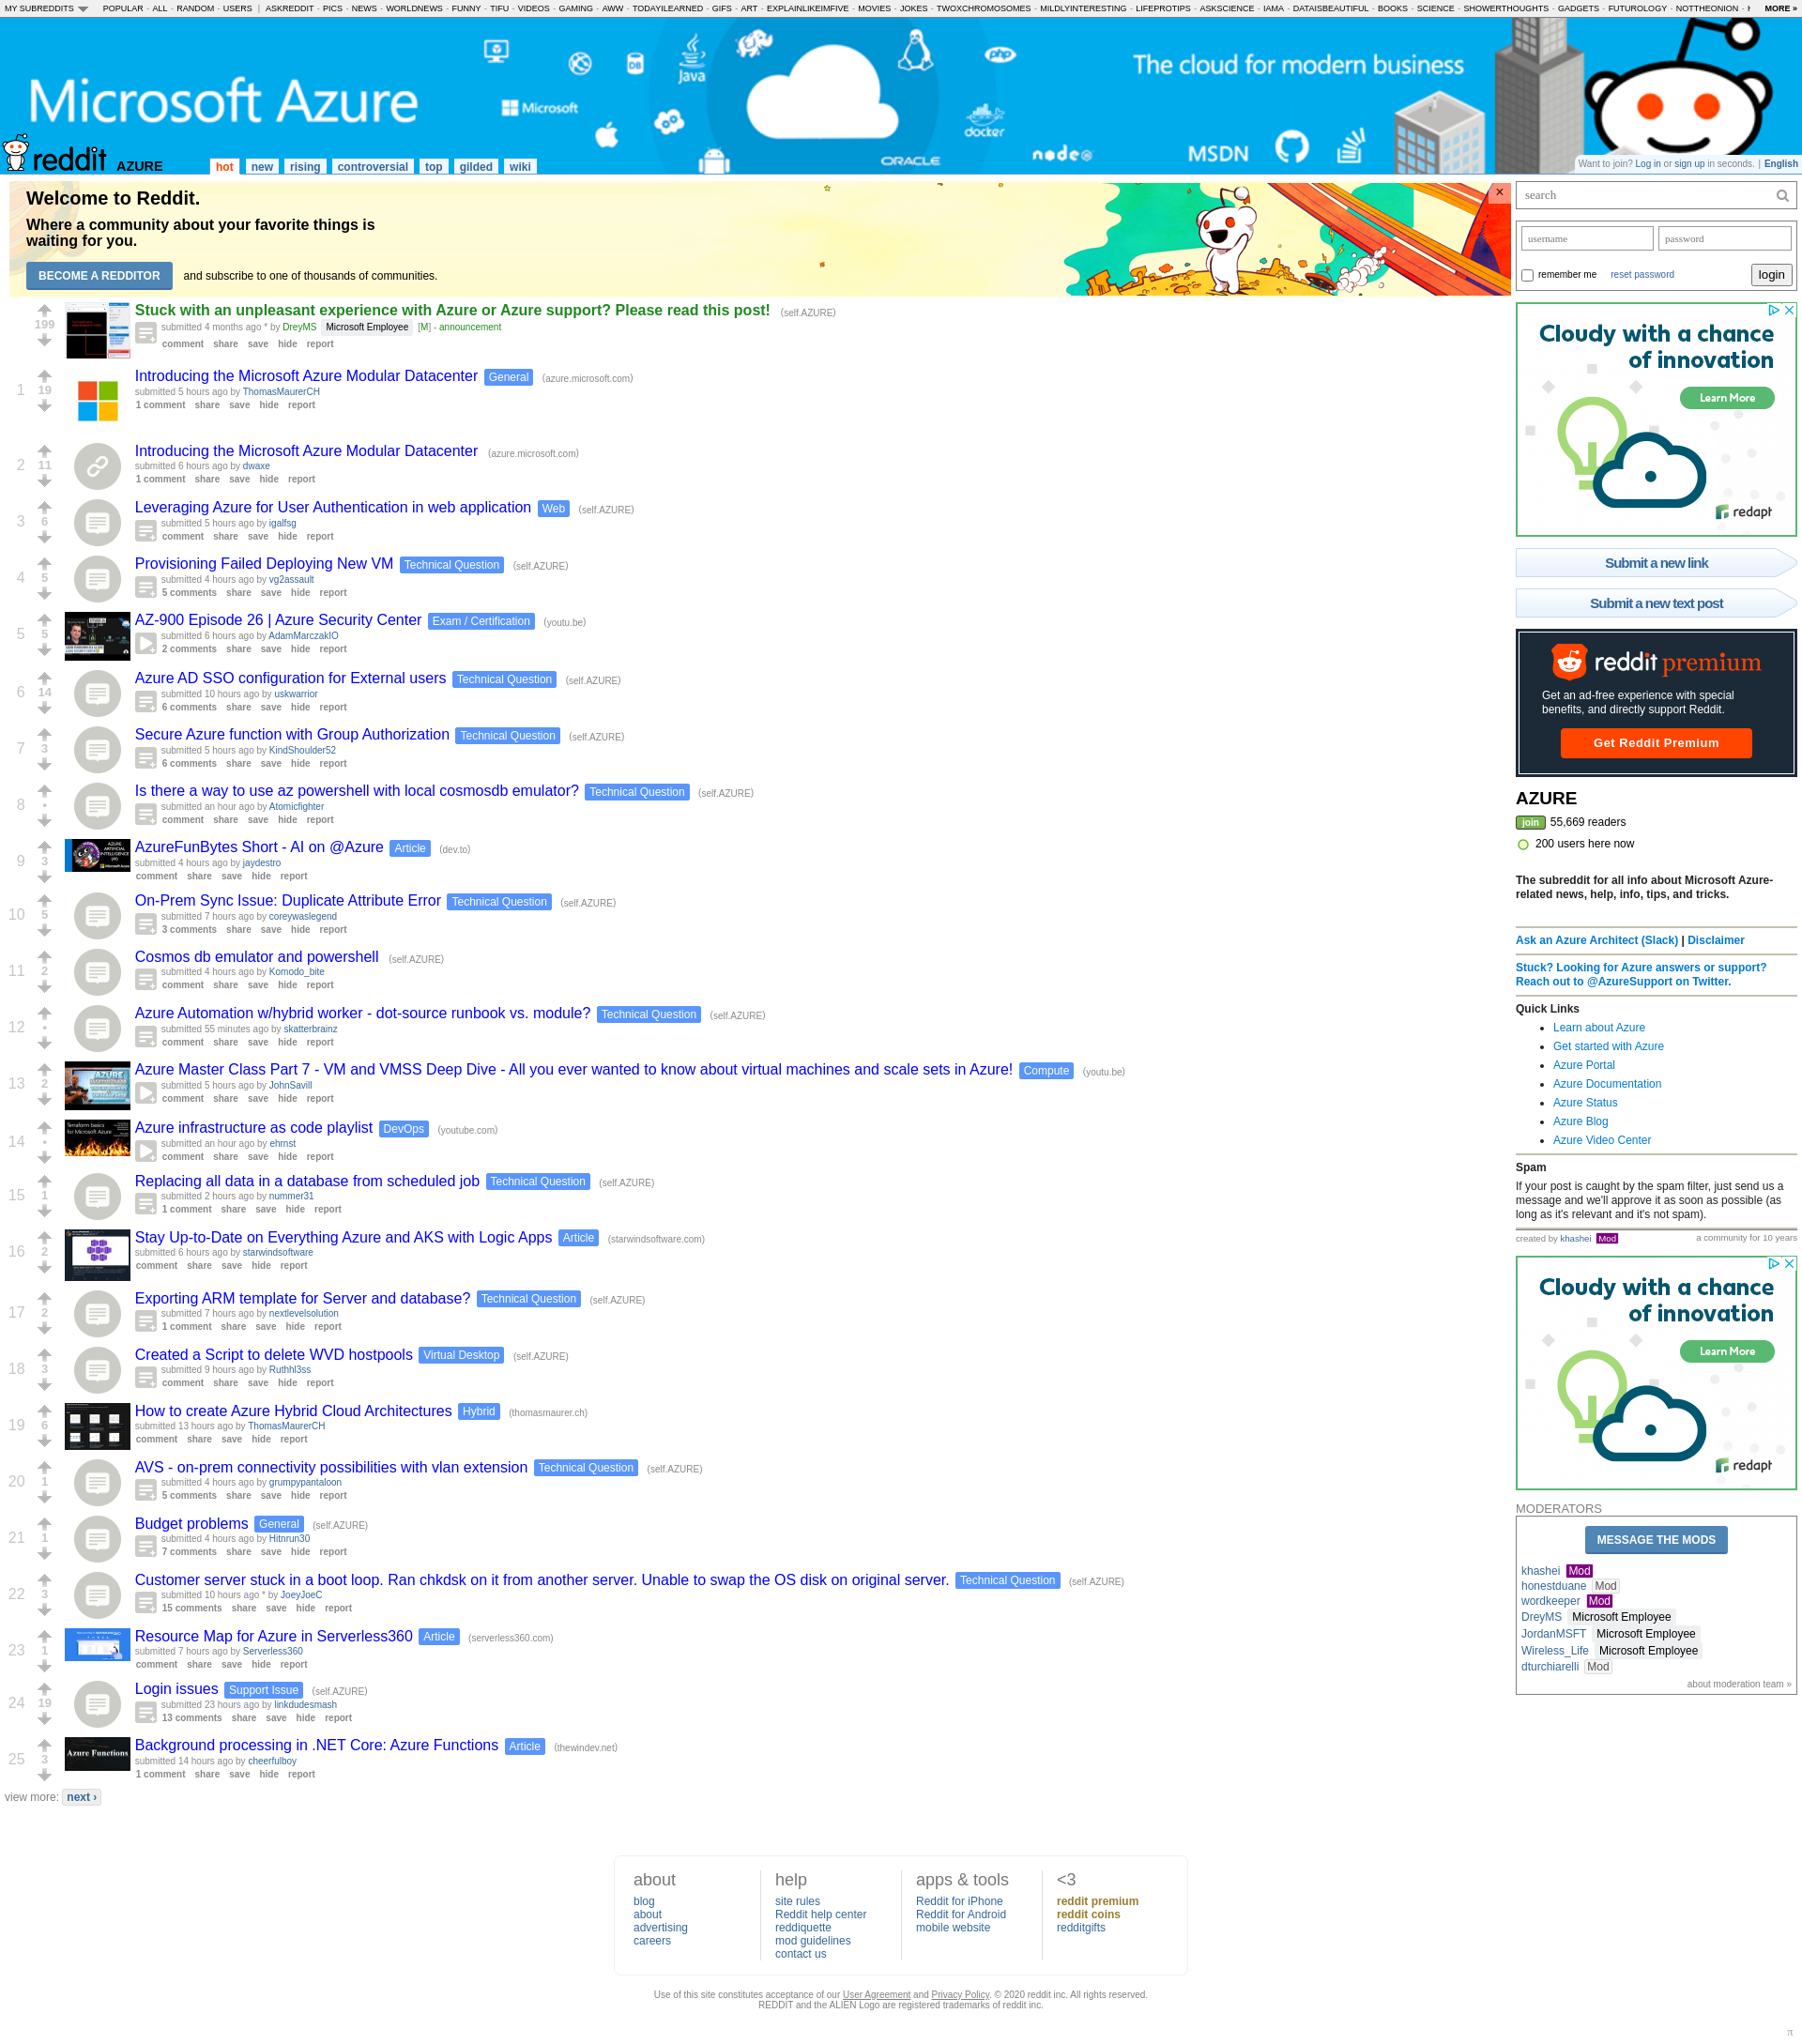 MY SUBREDDITS
POPULAR - ALL - RANDOM - USERS | ASKREDDIT - PICS - NEWS - WORLDNEWS - FUNNY - TIFU - VIDEOS - GAMING - AWW - TODAYILEARNED - GIFS - ART - EXPLAINLIKEIMFIVE - MOVIES - JOKES - TWOXCHROMOSOMES - MILDLYINTERESTING - LIFEPROTIPS - ASKSCIENCE - IAMA - DATAISBEAUTIFUL - BOOKS - SCIENCE - SHOWERTHOUGHTS - GADGETS - FUTUROLOGY - NOTTHEONION -
MORE »
Microsoft Azure
Microsoft
DB
Java
php
docker
ORACLE
node
The cloud for modern business
MSDN
reddit AZURE
hot new rising controversial top gilded wiki
Want to join? Log in or sign up in seconds. | English
Welcome to Reddit.
Where a community about your favorite things is
waiting for you.
BECOME A REDDITOR and subscribe to one of thousands of communities.
×
199
Stuck with an unpleasant experience with Azure or Azure support? Please read this post! (self.AZURE)
submitted 4 months ago * by DreyMS Microsoft Employee [M] - announcement
comment share save hide report
1
19
Introducing the Microsoft Azure Modular Datacenter General (azure.microsoft.com)
submitted 5 hours ago by ThomasMaurerCH
1 comment share save hide report
2
11
Introducing the Microsoft Azure Modular Datacenter (azure.microsoft.com)
submitted 6 hours ago by dwaxe
1 comment share save hide report
3
6
Leveraging Azure for User Authentication in web application Web (self.AZURE)
submitted 5 hours ago by igalfsg
comment share save hide report
4
5
Provisioning Failed Deploying New VM Technical Question (self.AZURE)
submitted 4 hours ago by vg2assault
5 comments share save hide report
5
5
AZ-900 Episode 26 | Azure Security Center Exam / Certification (youtu.be)
submitted 6 hours ago by AdamMarczakIO
2 comments share save hide report
6
14
Azure AD SSO configuration for External users Technical Question (self.AZURE)
submitted 10 hours ago by uskwarrior
6 comments share save hide report
7
3
Secure Azure function with Group Authorization Technical Question (self.AZURE)
submitted 5 hours ago by KindShoulder52
6 comments share save hide report
8
•
Is there a way to use az powershell with local cosmosdb emulator? Technical Question (self.AZURE)
submitted an hour ago by Atomicfighter
comment share save hide report
9
3
AZURE ARTIFICIAL INTELLIGENCE
AzureFunBytes Short - AI on @Azure Article (dev.to)
submitted 4 hours ago by jaydestro
comment share save hide report
10
5
On-Prem Sync Issue: Duplicate Attribute Error Technical Question (self.AZURE)
submitted 7 hours ago by coreywaslegend
3 comments share save hide report
11
2
Cosmos db emulator and powershell (self.AZURE)
submitted 4 hours ago by Komodo_bite
comment share save hide report
12
•
Azure Automation w/hybrid worker - dot-source runbook vs. module? Technical Question (self.AZURE)
submitted 55 minutes ago by skatterbrainz
comment share save hide report
13
2
AZURE
Azure Master Class Part 7 - VM and VMSS Deep Dive - All you ever wanted to know about virtual machines and scale sets in Azure! Compute (youtu.be)
submitted 5 hours ago by JohnSavill
comment share save hide report
14
•
Terraform basics
for Microsoft Azure
Azure infrastructure as code playlist DevOps (youtube.com)
submitted an hour ago by ehrnst
comment share save hide report
15
1
Replacing all data in a database from scheduled job Technical Question (self.AZURE)
submitted 2 hours ago by nummer31
1 comment share save hide report
16
2
Stay Up-to-Date on Everything Azure and AKS with Logic Apps Article (starwindsoftware.com)
submitted 6 hours ago by starwindsoftware
comment share save hide report
17
2
Exporting ARM template for Server and database? Technical Question (self.AZURE)
submitted 7 hours ago by nextlevelsolution
1 comment share save hide report
18
3
Created a Script to delete WVD hostpools Virtual Desktop (self.AZURE)
submitted 9 hours ago by Ruthhl3ss
comment share save hide report
19
6
How to create Azure Hybrid Cloud Architectures Hybrid (thomasmaurer.ch)
submitted 13 hours ago by ThomasMaurerCH
comment share save hide report
20
1
AVS - on-prem connectivity possibilities with vlan extension Technical Question (self.AZURE)
submitted 4 hours ago by grumpypantaloon
5 comments share save hide report
21
1
Budget problems General (self.AZURE)
submitted 4 hours ago by Hitnrun30
7 comments share save hide report
22
3
Customer server stuck in a boot loop. Ran chkdsk on it from another server. Unable to swap the OS disk on original server. Technical Question (self.AZURE)
submitted 10 hours ago * by JoeyJoeC
15 comments share save hide report
23
1
Resource Map for Azure in Serverless360 Article (serverless360.com)
submitted 7 hours ago by Serverless360
comment share save hide report
24
19
Login issues Support Issue (self.AZURE)
submitted 23 hours ago by linkdudesmash
13 comments share save hide report
25
3
Azure Functions
Background processing in .NET Core: Azure Functions Article (thewindev.net)
submitted 14 hours ago by cheerfulboy
1 comment share save hide report
view more: next ›
search
username password
remember me reset password login
Cloudy with a chance
of innovation
Learn More
redapt
Submit a new link
Submit a new text post
reddit premium
Get an ad-free experience with special
benefits, and directly support Reddit.
Get Reddit Premium
AZURE
join 55,669 readers
200 users here now
The subreddit for all info about Microsoft Azure-
related news, help, info, tips, and tricks.
Ask an Azure Architect (Slack) | Disclaimer
Stuck? Looking for Azure answers or support?
Reach out to @AzureSupport on Twitter.
Quick Links
• Learn about Azure
• Get started with Azure
• Azure Portal
• Azure Documentation
• Azure Status
• Azure Blog
• Azure Video Center
Spam
If your post is caught by the spam filter, just send us a
message and we'll approve it as soon as possible (as
long as it's relevant and it's not spam).
created by khashei Mod a community for 10 years
Cloudy with a chance
of innovation
Learn More
redapt
MODERATORS
MESSAGE THE MODS
khashei Mod
honestduane Mod
wordkeeper Mod
DreyMS Microsoft Employee
JordanMSFT Microsoft Employee
Wireless_Life Microsoft Employee
dturchiarelli Mod
about moderation team »
about
blog
about
advertising
careers
help
site rules
Reddit help center
reddiquette
mod guidelines
contact us
apps & tools
Reddit for iPhone
Reddit for Android
mobile website
<3
reddit premium
reddit coins
redditgifts
Use of this site constitutes acceptance of our User Agreement and Privacy Policy. © 2020 reddit inc. All rights reserved.
REDDIT and the ALIEN Logo are registered trademarks of reddit inc.
π